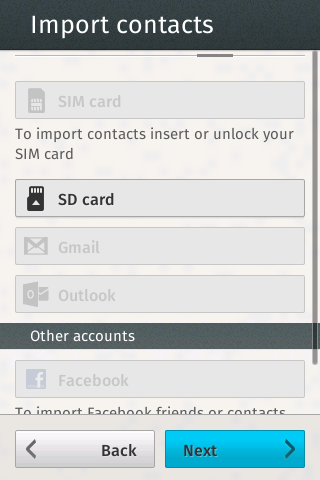 Import contacts
SIM card
To import contacts insert or unlock your
SIM card
SD card
Gmail
Outlook
Other accounts
Facebook
To import Facebook friends or contacts
Back
Next